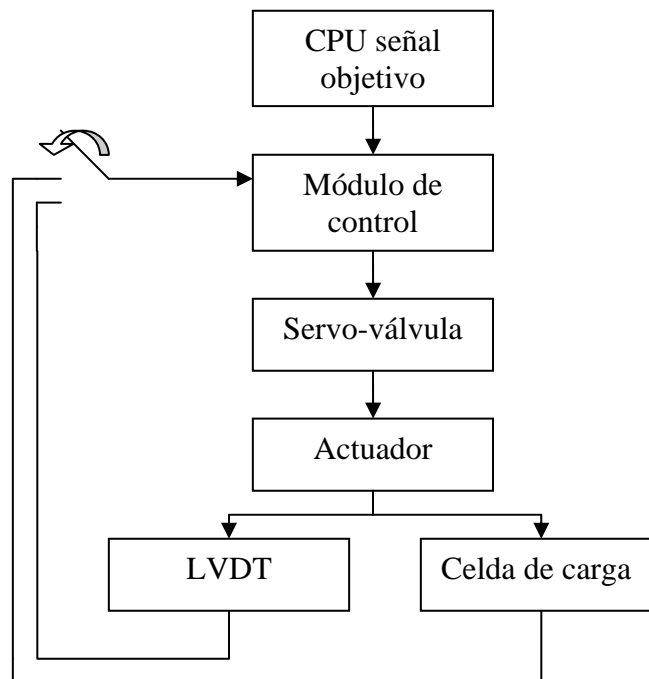 CPU señal
objetivo
Módulo de
control
Servo-válvula
Actuador
LVDT
Celda de carga